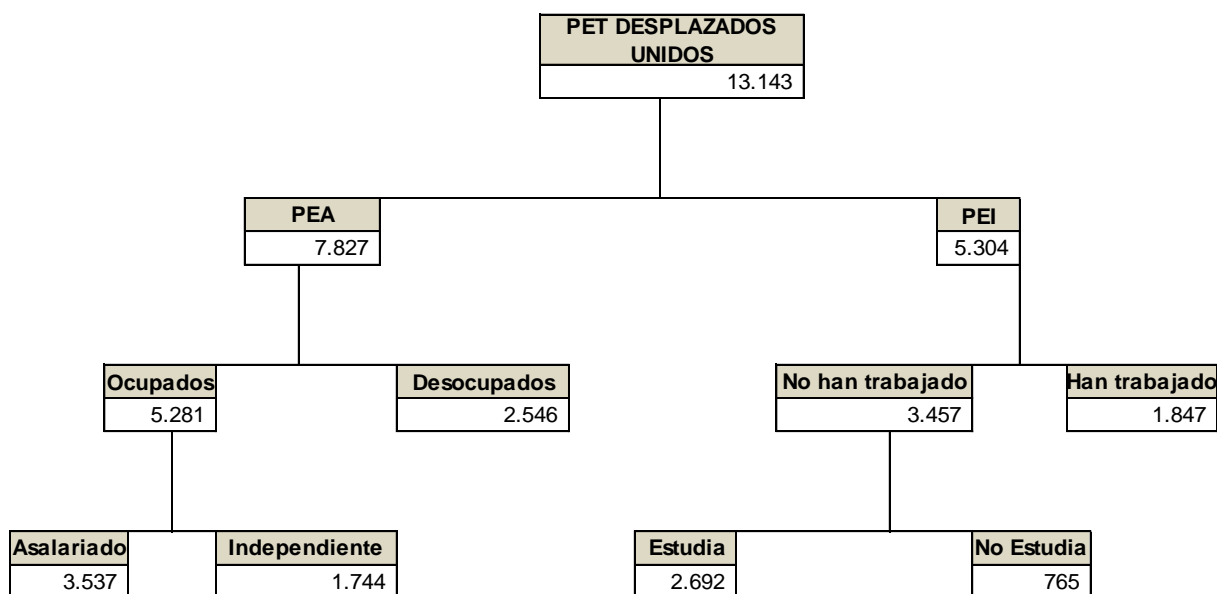 PET DESPLAZADOS
UNIDOS
13.143
PEA
7.827
PEI
5.304
Ocupados
5.281
Desocupados
2.546
No han trabajado
3.457
Han trabajado
1.847
Asalariado
3.537
Independiente
1.744
Estudia
2.692
No Estudia
765